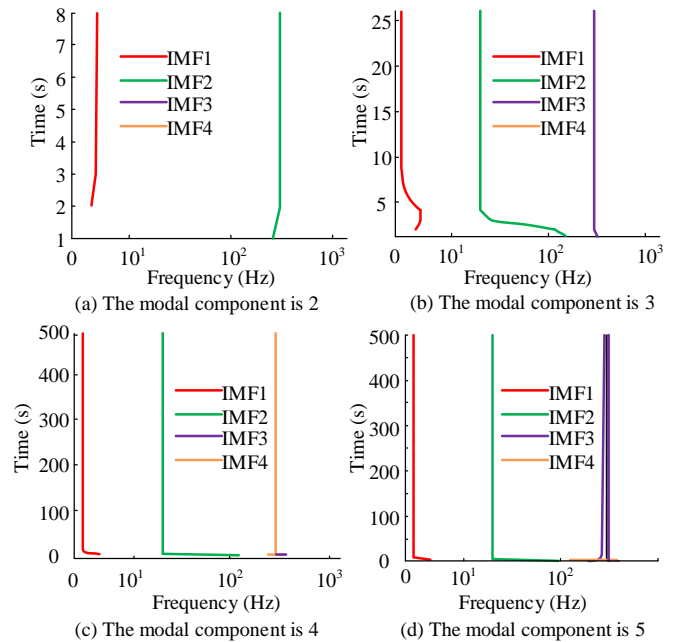 8
7
6
5
4
3
2
1
Time (s)
IMF1
IMF2
IMF3
IMF4
0 10¹ 10² 10³
Frequency (Hz)
(a) The modal component is 2
25
20
15
10
5
Time (s)
IMF1
IMF2
IMF3
IMF4
0 10¹ 10² 10³
Frequency (Hz)
(b) The modal component is 3
500
400
300
200
100
0
Time (s)
IMF1
IMF2
IMF3
IMF4
0 10¹ 10² 10³
Frequency (Hz)
(c) The modal component is 4
500
400
300
200
100
0
Time (s)
IMF1
IMF2
IMF3
IMF4
0 10¹ 10²
Frequency (Hz)
(d) The modal component is 5